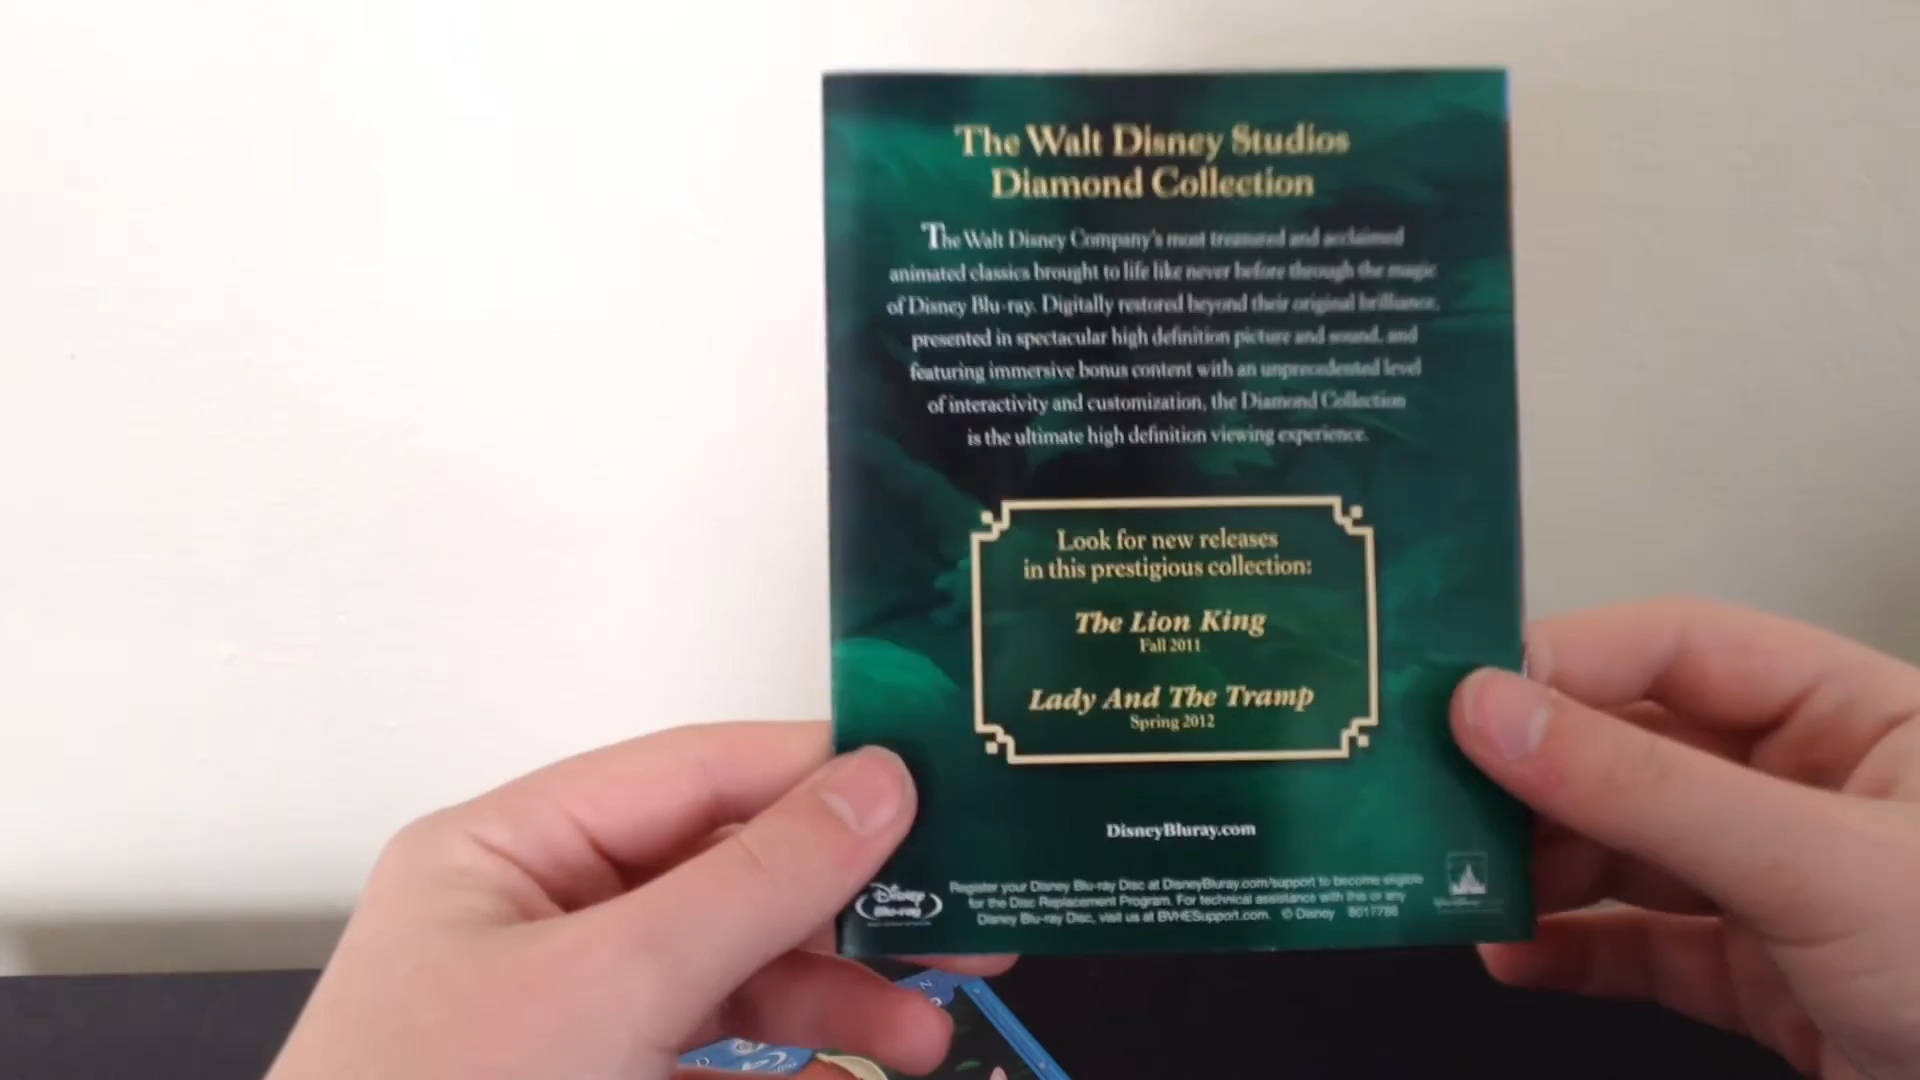 The Walt Disney Studios
Diamond Collection
The Walt Disney Company's most treasured and acclaimed
animated classics brought to life like never before through the magic
of Disney Blu-ray. Digitally restored beyond their original brilliance,
presented in spectacular high definition picture and sound, and
featuring immersive bonus content with an unprecedented level
of interactivity and customization, the Diamond Collection
is the ultimate high definition viewing experience.
Look for new releases
in this prestigious collection:
The Lion King
Fall 2011
Lady And The Tramp
Spring 2012
DisneyBluray.com
Disney
Blu-ray
Register your Disney Blu-ray Disc at DisneyBluray.com/support to become eligible
for the Disc Replacement Program. For technical assistance with this or any
Disney Blu-ray Disc, visit us at BVHESupport.com. © Disney 8017786